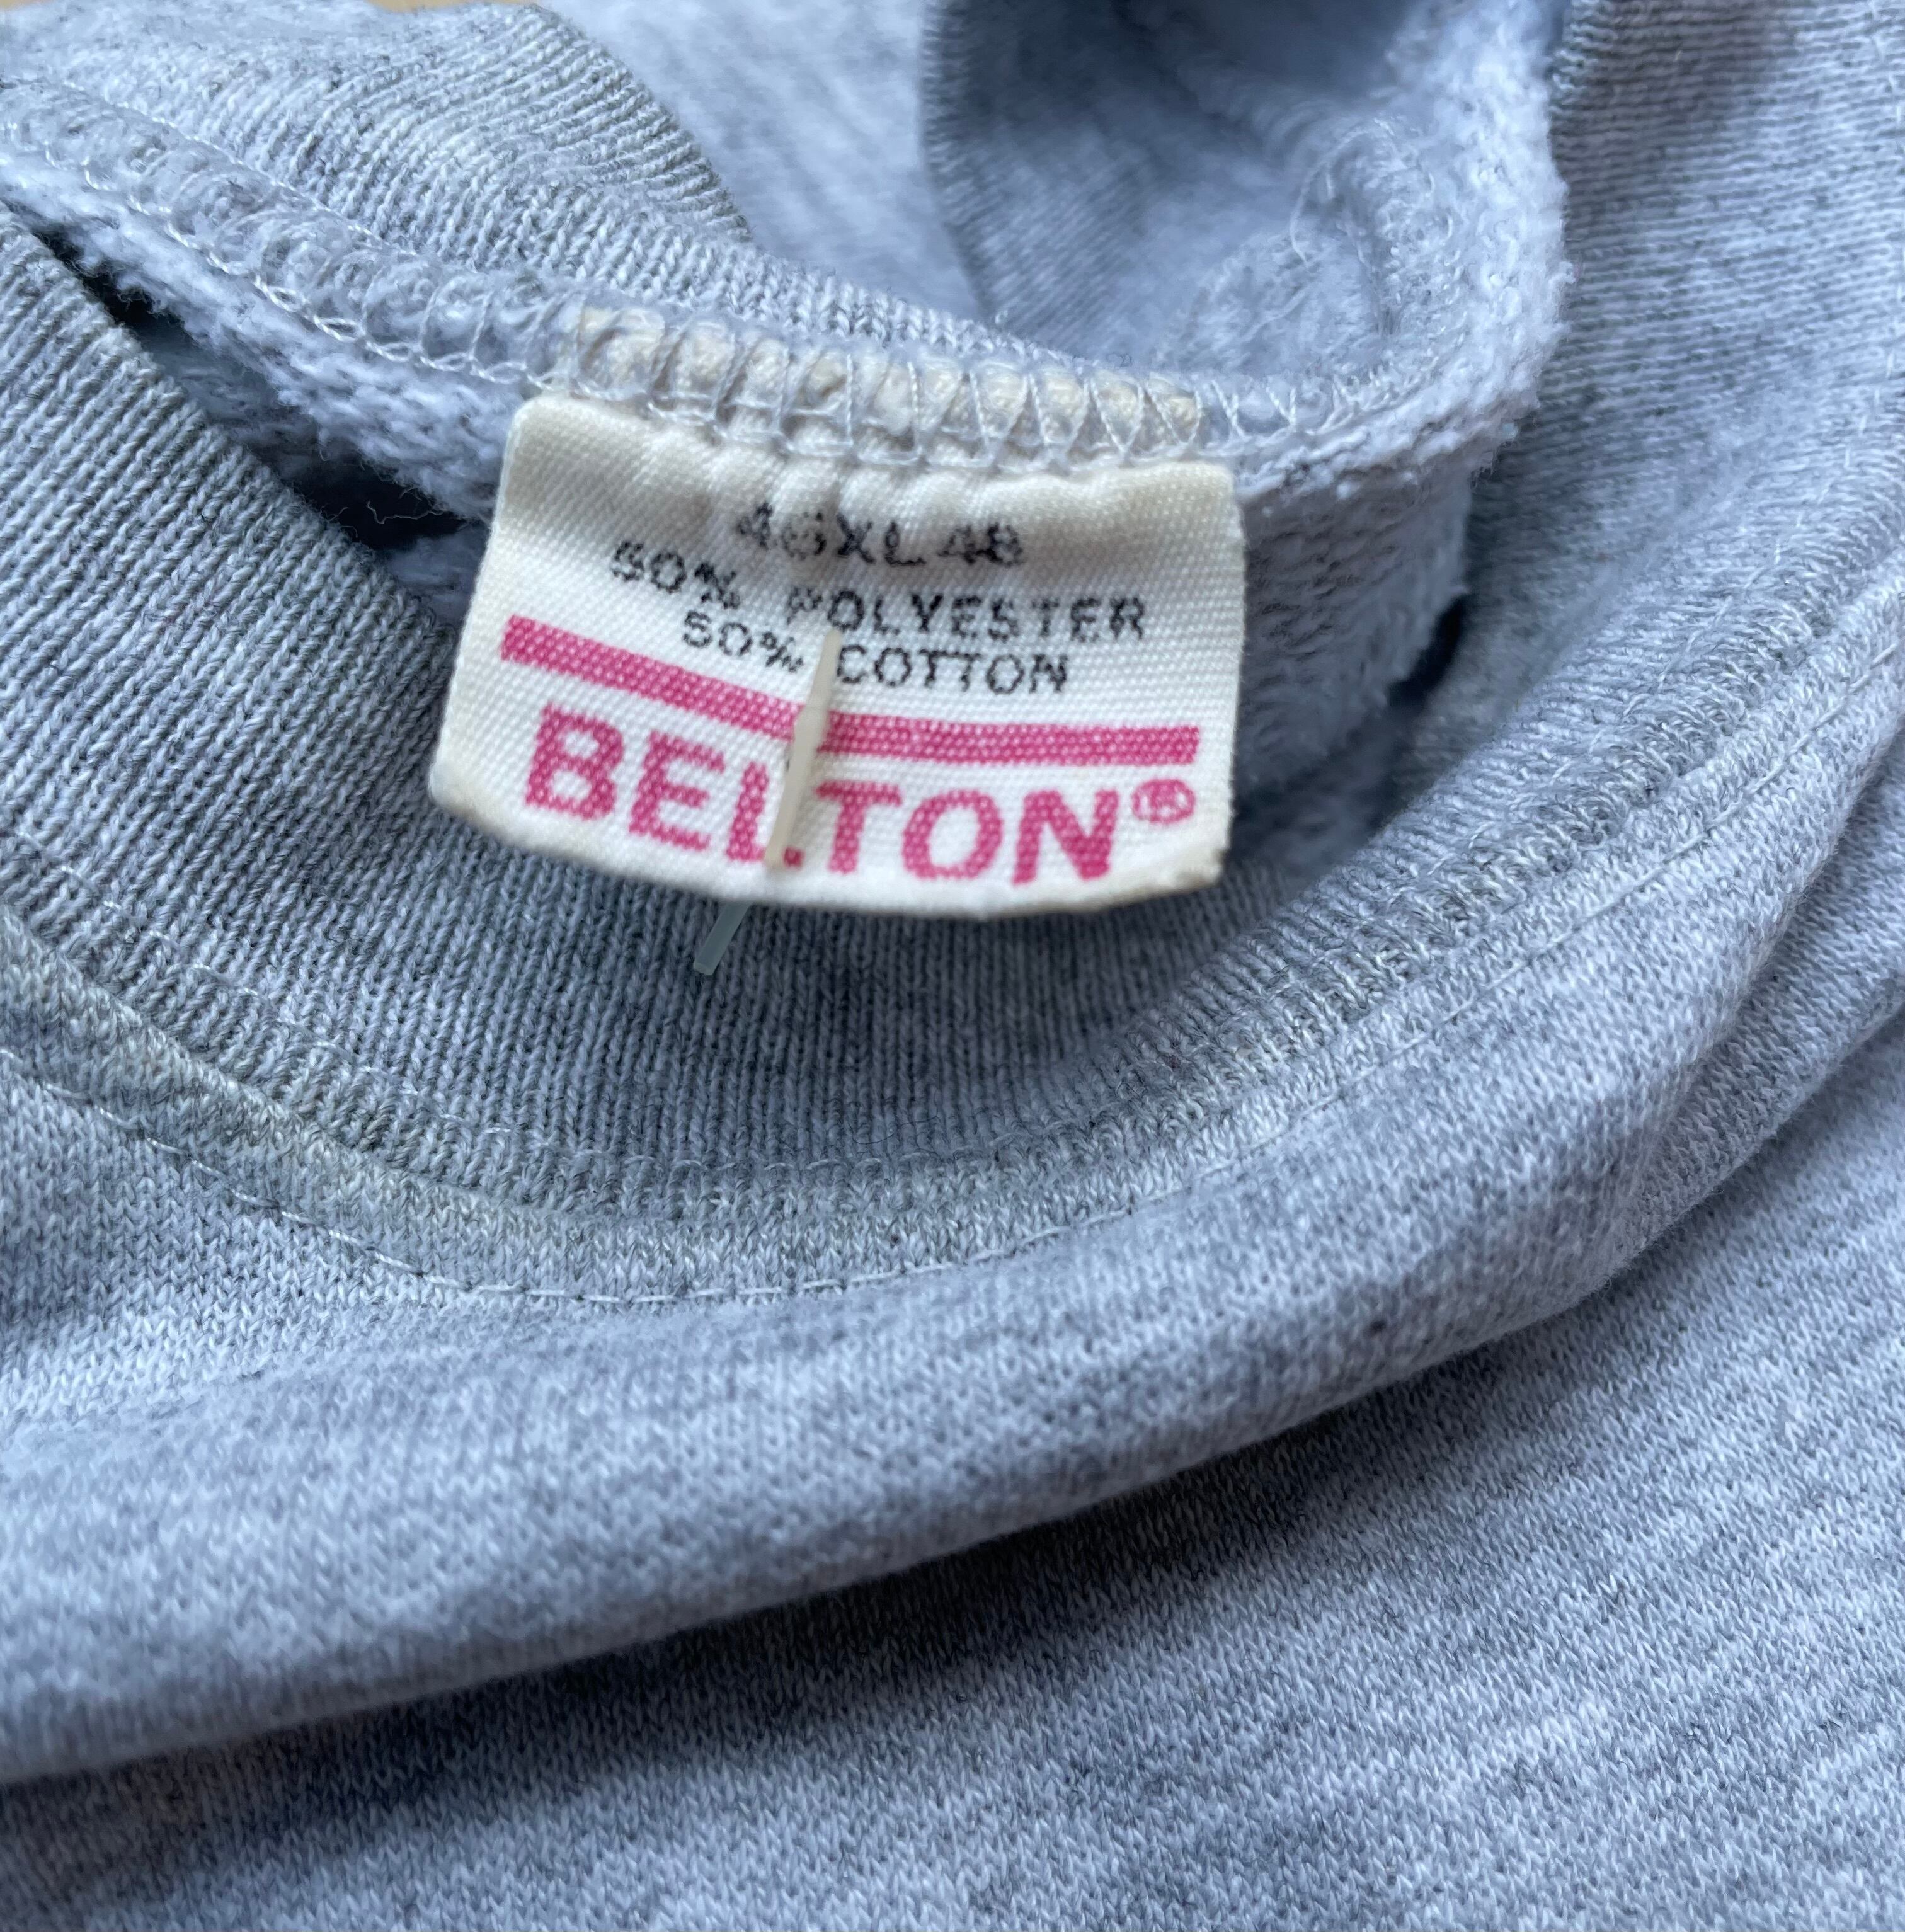 46XL48
50% POLYESTER
50% COTTON
BELTON®